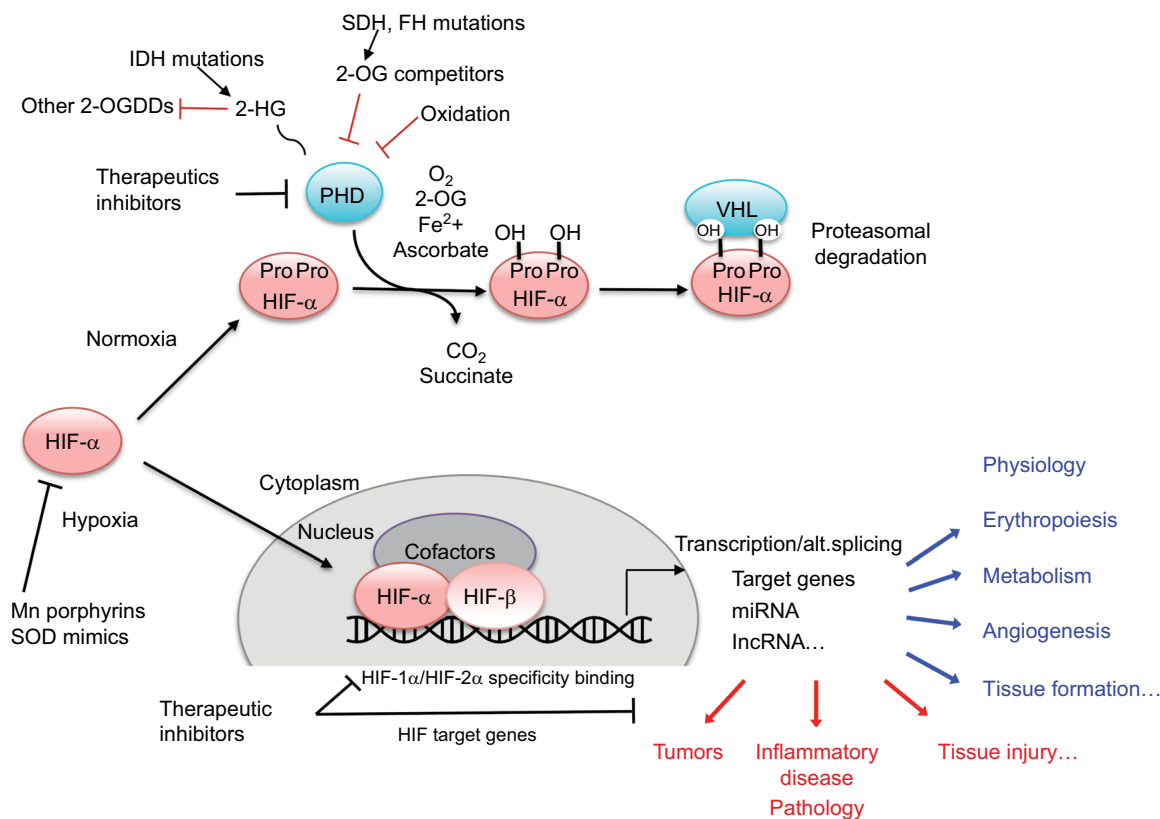 SDH, FH mutations
IDH mutations
2-OG competitors
Other 2-OGDDs
2-HG
Oxidation
Therapeutics
inhibitors
PHD
O₂
2-OG
Fe²+
Ascorbate
OH OH
VHL
OH OH
Proteasomal
degradation
Pro Pro
HIF-α
Pro Pro
HIF-α
Pro Pro
HIF-α
Normoxia
CO₂
Succinate
HIF-α
Hypoxia
Mn porphyrins
SOD mimics
Cytoplasm
Nucleus
Cofactors
HIF-α
HIF-β
Transcription/alt.splicing
Target genes
miRNA
lncRNA…
Physiology
Erythropoiesis
Metabolism
Angiogenesis
Tissue formation…
HIF-1α/HIF-2α specificity binding
Therapeutic
inhibitors
HIF target genes
Tumors
Inflammatory
disease
Pathology
Tissue injury…